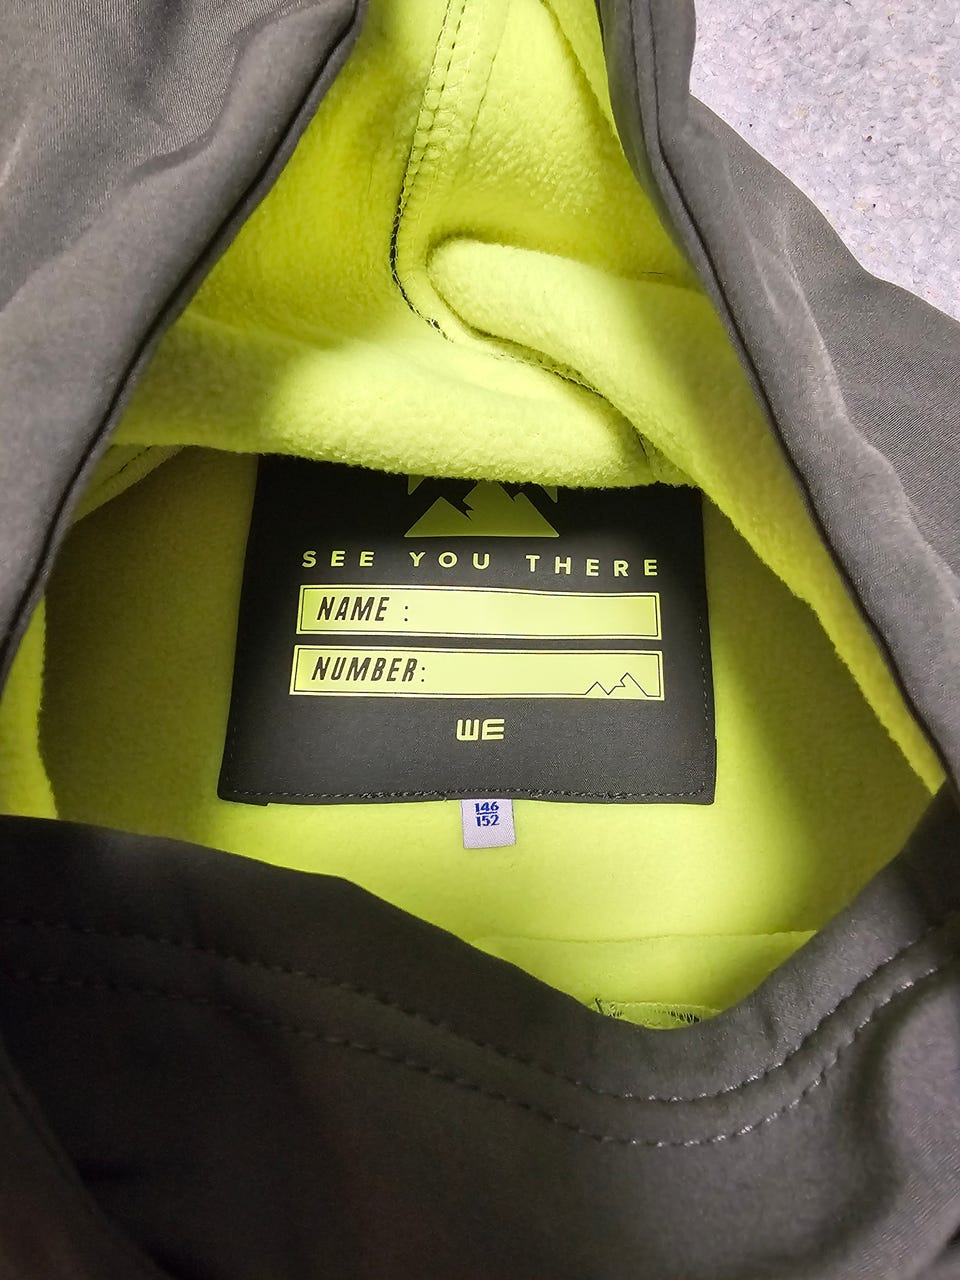 SEE YOU THERE
NAME :
NUMBER:
WE
146
152